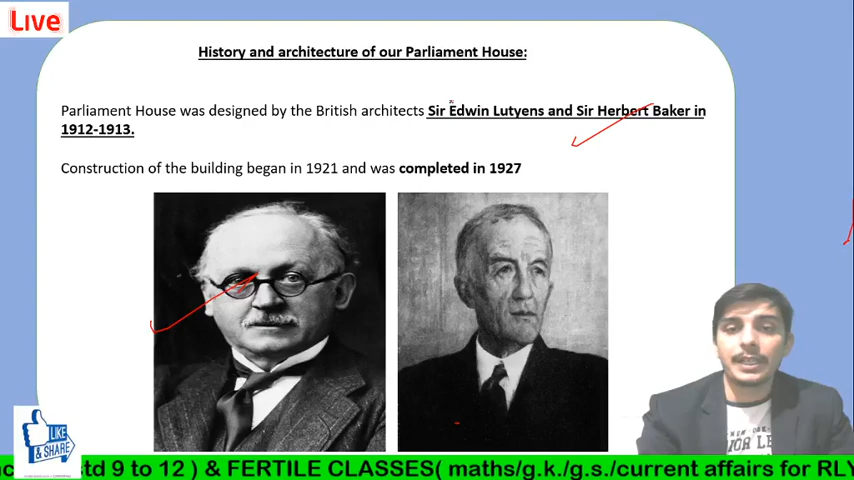 Live
History and architecture of our Parliament House:
Parliament House was designed by the British architects Sir Edwin Lutyens and Sir Herbert Baker in
1912-1913.
Construction of the building began in 1921 and was completed in 1927
LIKE
&
SHARE
std 9 to 12 ) & FERTILE CLASSES( maths/g.k./g.s./current affairs for RLY